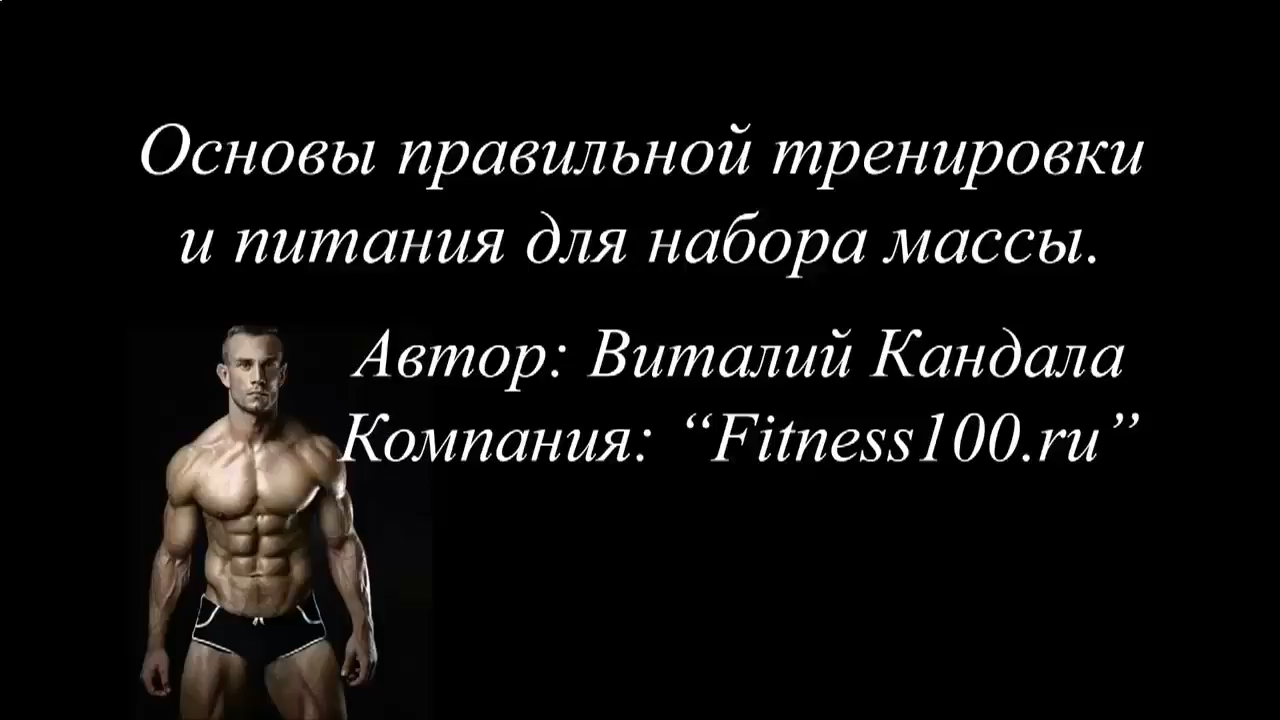 Основы правильной тренировки
и питания для набора массы.
Автор: Виталий Кандала
Компания: “Fitness100.ru”